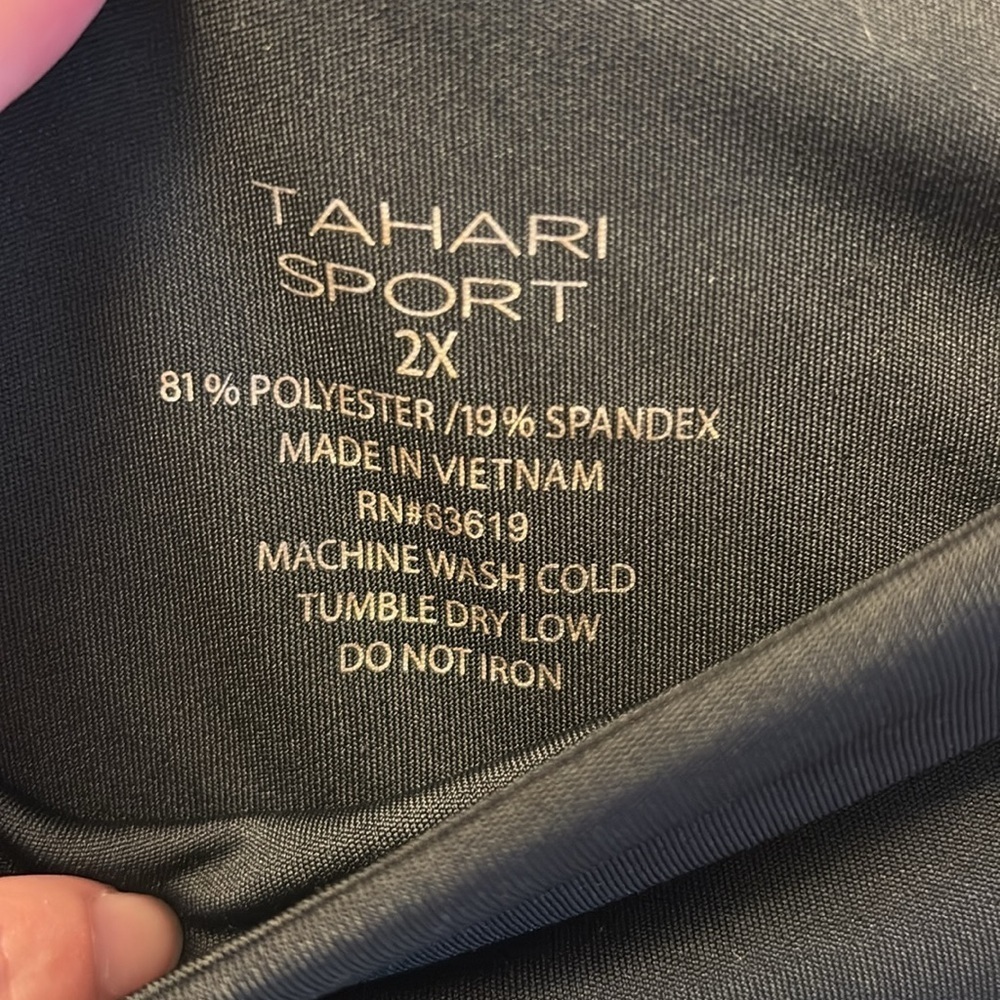 TAHARI
SPORT
2X
81% POLYESTER /19% SPANDEX
MADE IN VIETNAM
RN#63619
MACHINE WASH COLD
TUMBLE DRY LOW
DO NOT IRON